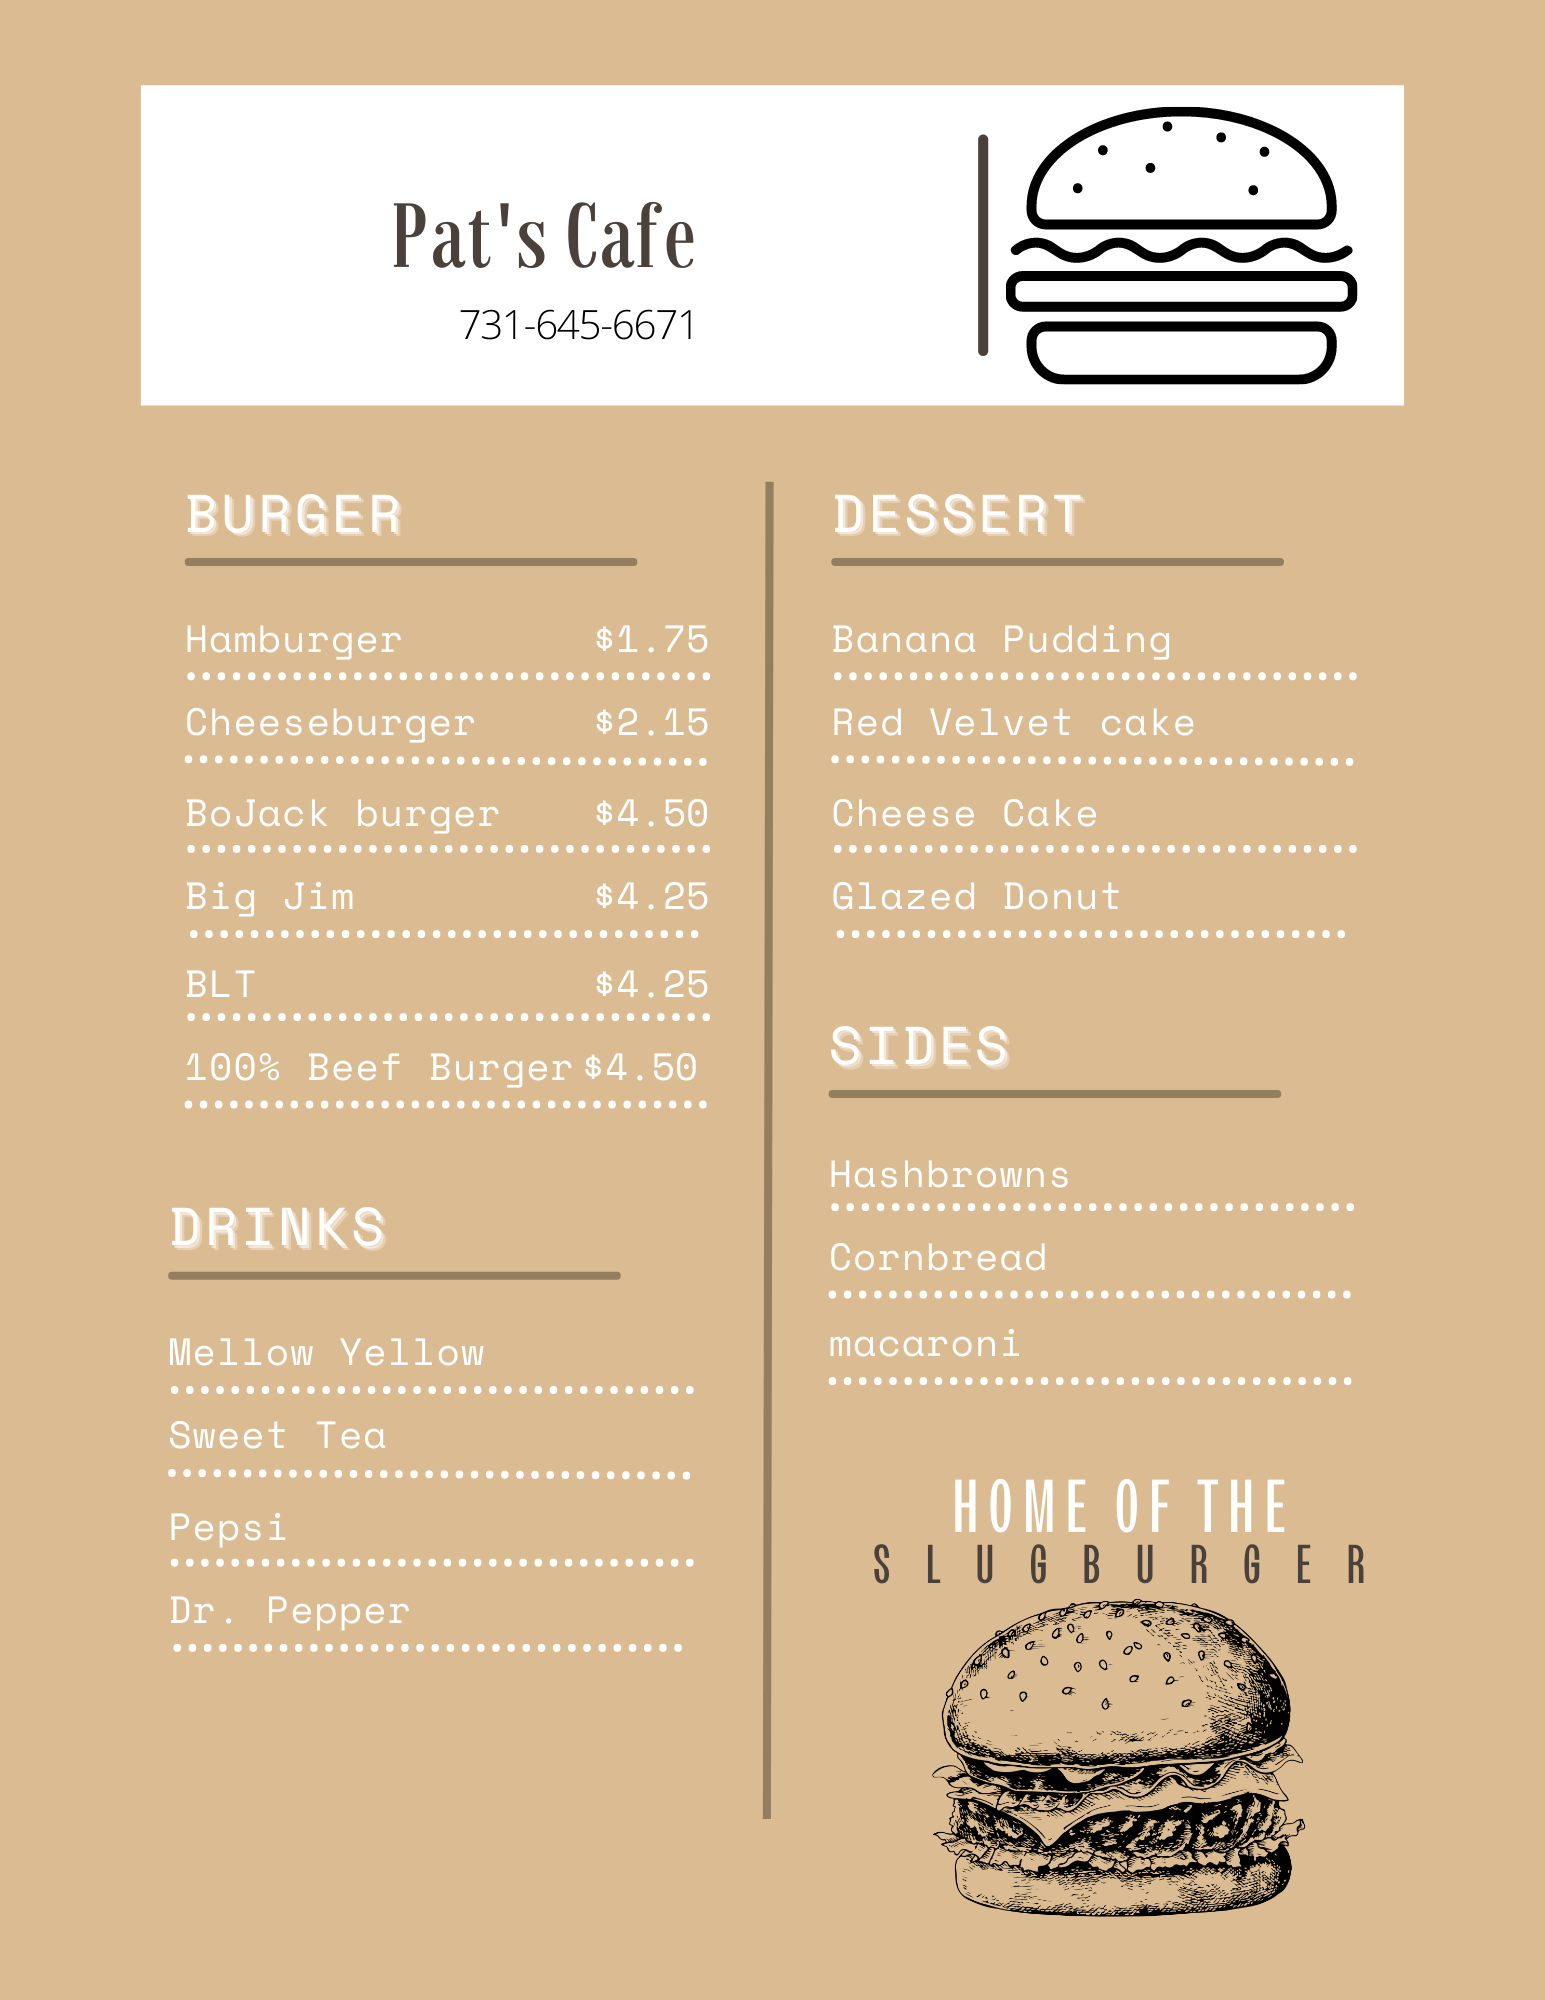 Pat's Cafe
731-645-6671
BURGER
Hamburger $1.75
Cheeseburger $2.15
BoJack burger $4.50
Big Jim $4.25
BLT $4.25
100% Beef Burger $4.50
DRINKS
Mellow Yellow
Sweet Tea
Pepsi
Dr. Pepper
DESSERT
Banana Pudding
Red Velvet cake
Cheese Cake
Glazed Donut
SIDES
Hashbrowns
Cornbread
macaroni
HOME OF THE
SLUGBURGER